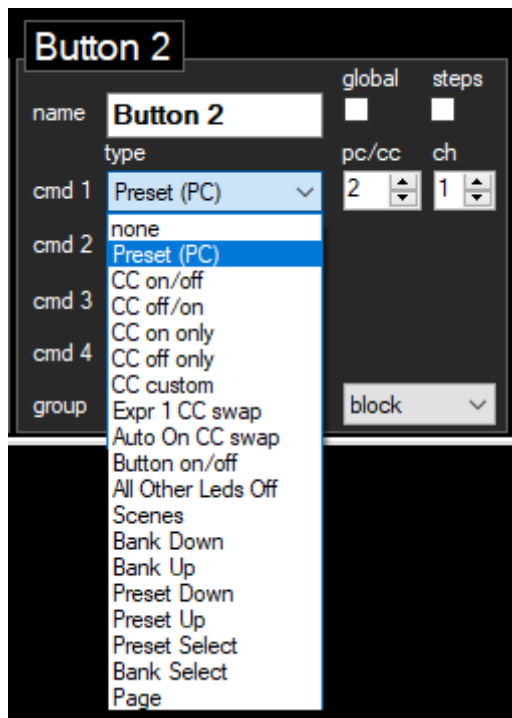 Button 2
global steps
name Button 2
type pc/cc ch
cmd 1 Preset (PC) 2 1
none
cmd 2 Preset (PC)
CC on/off
cmd 3 CC off/on
CC on only
cmd 4 CC off only
CC custom
group Expr 1 CC swap block
Auto On CC swap
Button on/off
All Other Leds Off
Scenes
Bank Down
Bank Up
Preset Down
Preset Up
Preset Select
Bank Select
Page